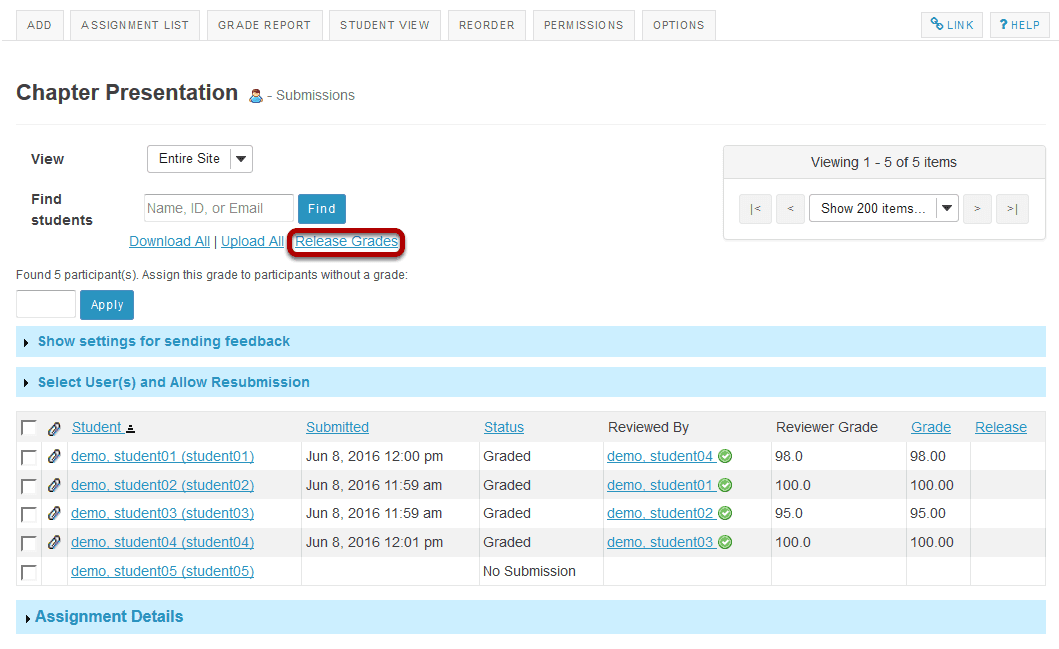 ADD ASSIGNMENT LIST GRADE REPORT STUDENT VIEW REORDER PERMISSIONS OPTIONS LINK ? HELP
Chapter Presentation - Submissions
View Entire Site
Viewing 1 - 5 of 5 items
Find students Name, ID, or Email Find
|< < Show 200 items... > >|
Download All | Upload All Release Grades
Found 5 participant(s). Assign this grade to participants without a grade:
Apply
Show settings for sending feedback
Select User(s) and Allow Resubmission
Student Submitted Status Reviewed By Reviewer Grade Grade Release
demo, student01 (student01) Jun 8, 2016 12:00 pm Graded demo, student04 98.0 98.00
demo, student02 (student02) Jun 8, 2016 11:59 am Graded demo, student01 100.0 100.00
demo, student03 (student03) Jun 8, 2016 11:59 am Graded demo, student02 95.0 95.00
demo, student04 (student04) Jun 8, 2016 12:01 pm Graded demo, student03 100.0 100.00
demo, student05 (student05) No Submission
Assignment Details